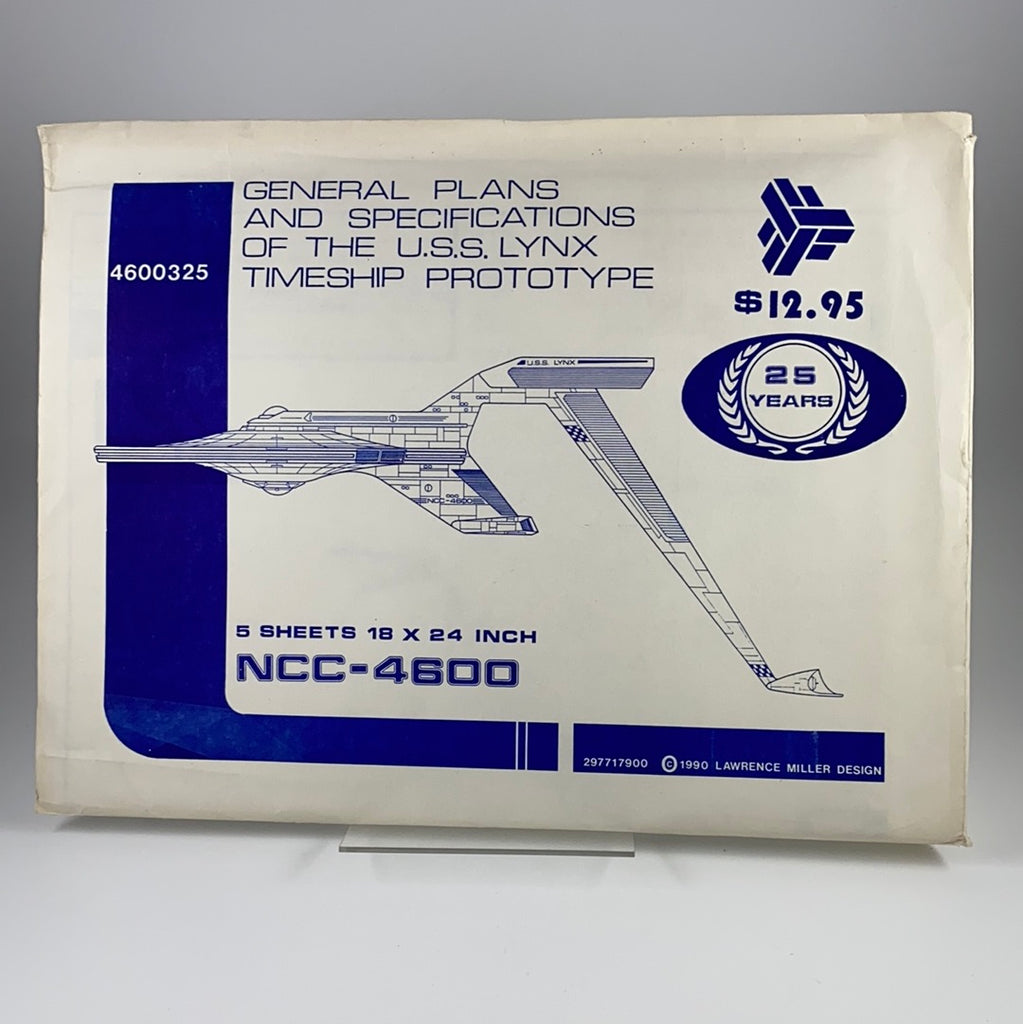 GENERAL PLANS
AND SPECIFICATIONS
OF THE U.S.S. LYNX
TIMESHIP PROTOTYPE
4600325
$12.95
25
YEARS
U.S.S. LYNX
NCC-4600
5 SHEETS 18 X 24 INCH
NCC-4600
297717900 ©1990 LAWRENCE MILLER DESIGN